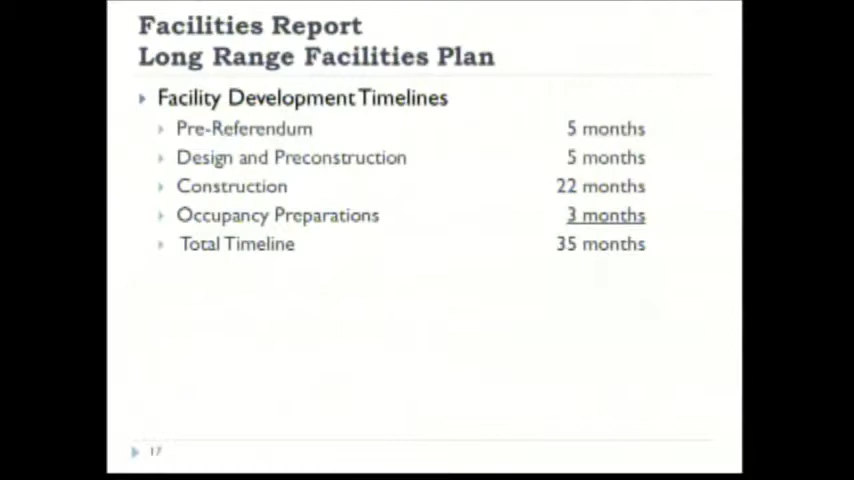 Facilities Report
Long Range Facilities Plan
Facility Development Timelines
Pre-Referendum 5 months
Design and Preconstruction 5 months
Construction 22 months
Occupancy Preparations 3 months
Total Timeline 35 months
17